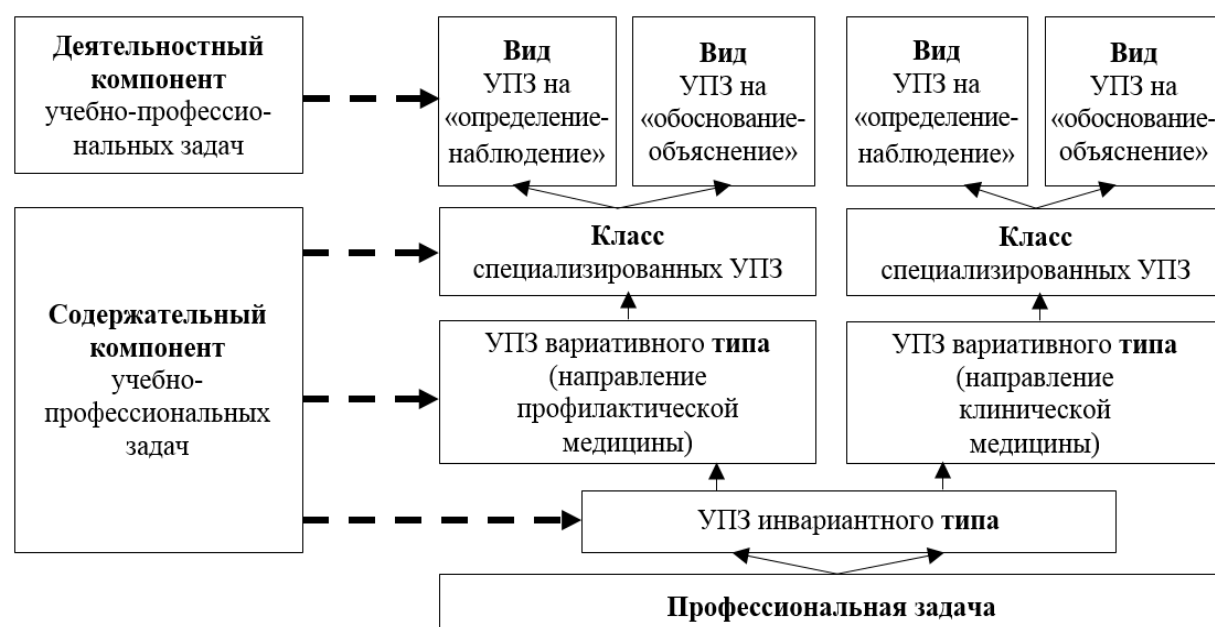 Деятельностный
компонент
учебно-профессио-
нальных задач
Вид
УПЗ на
«определение-
наблюдение»
Вид
УПЗ на
«обоснование-
объяснение»
Вид
УПЗ на
«определение-
наблюдение»
Вид
УПЗ на
«обоснование-
объяснение»
Содержательный
компонент
учебно-
профессиональных
задач
Класс
специализированных УПЗ
Класс
специализированных УПЗ
УПЗ вариативного типа
(направление
профилактической
медицины)
УПЗ вариативного типа
(направление
клинической
медицины)
УПЗ инвариантного типа
Профессиональная задача